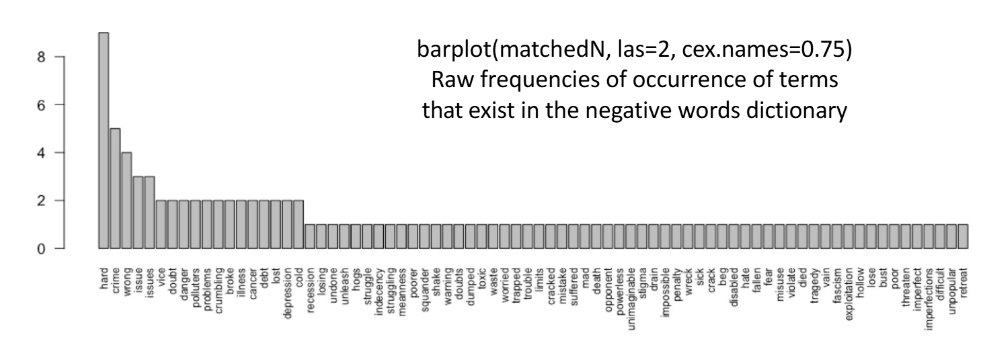 barplot(matchedN, las=2, cex.names=0.75)
Raw frequencies of occurrence of terms
that exist in the negative words dictionary
8
6
4
2
0
hard
crime
wrong
issue
issues
vice
doubt
danger
polluters
problems
crumbling
broke
illness
cancer
debt
lost
depression
cold
recession
losing
undone
unleash
hogs
struggle
indecency
struggling
meanness
poorer
squander
shake
warning
doubts
dumped
toxic
waste
worried
trapped
trouble
limits
cracked
mistake
suffered
mad
death
opponent
powerless
unimaginable
stigma
drain
impossible
penalty
wreck
sick
crack
beg
disabled
hate
fallen
fear
misuse
violate
died
tragedy
vain
fascism
exploitation
hollow
lose
bust
poor
threaten
imperfect
imperfections
difficult
unpopular
retreat